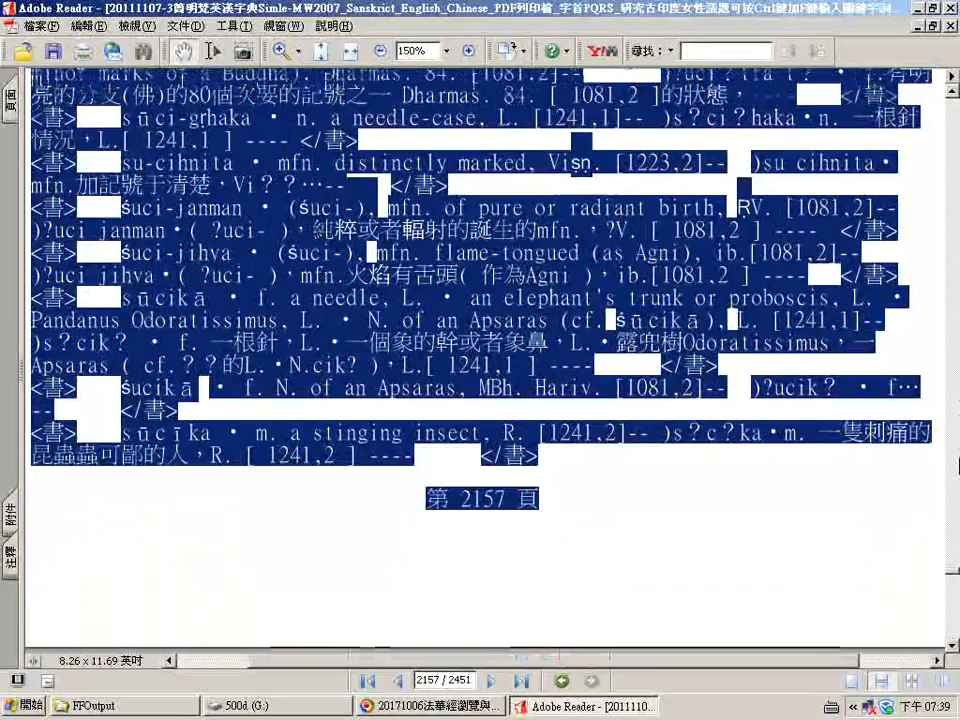 Adobe Reader - [20111107-3簡明梵英漢字典Simle-MW2007_Sanskrict_English_Chinese_PDF列印檔_字首PQRS_研究古印度女性議題可按Ctrl鍵加F鍵輸入關鍵字詞
檔案(F) 編輯(E) 檢視(V) 文件(D) 工具(T) 視窗(W) 說明(H)
150% 尋找：
頁面
minor marks of a Buddha). Dharmas. 84. [1081,2]--
亮的分支(佛)的80個次要的記號之一 Dharmas. 84. [ 1081,2 ]的狀態， </書>
<書> sūci-gṛhaka ‧ n. a needle-case, L. [1241,1]-- )s？ci？haka‧n. 一根針
情況，L.[ 1241,1 ] ---- </書>
<書> su-cihnita ‧ mfn. distinctly marked, Viṣṇ. [1223,2]-- )su cihnita‧
mfn.加記號于清楚，Vi？？…-- </書>
<書> śuci-janman ‧ (śuci-), mfn. of pure or radiant birth, ṚV. [1081,2]--
)?uci janman‧( ?uci- )，純粹或者輻射的誕生的mfn.，?V. [ 1081,2 ] ---- </書>
<書> śuci-jihva ‧ (śuci-), mfn. flame-tongued (as Agni), ib.[1081,2]--
)?uci jihva‧( ?uci- )，mfn.火焰有舌頭( 作為Agni )，ib.[1081,2 ] ---- </書>
<書> sūcikā ‧ f. a needle, L. ‧ an elephant's trunk or proboscis, L. ‧
Pandanus Odoratissimus, L. ‧ N. of an Apsaras (cf. śūcikā), L. [1241,1]--
)s？cik？ ‧ f. 一根針，L.‧一個象的幹或者象鼻，L.‧露兜樹Odoratissimus，一
Apsaras ( cf.？？的L.‧N.cik? )，L.[ 1241,1 ] ---- </書>
<書> śucikā ‧ f. N. of an Apsaras, MBh. Hariv. [1081,2]-- )?ucik？ ‧ f…
-- </書>
<書> sūcīka ‧ m. a stinging insect, R. [1241,2]-- )s？c？ka‧m. 一隻刺痛的
昆蟲蟲可鄙的人，R. [ 1241,2 ] ---- </書>
第 2157 頁
附件
注釋
8.26 x 11.69 英吋
2157 / 2451
開始 FFOutput 500d (G:) 20171006法華經瀏覽與... Adobe Reader - [2011110... 下午 07:39